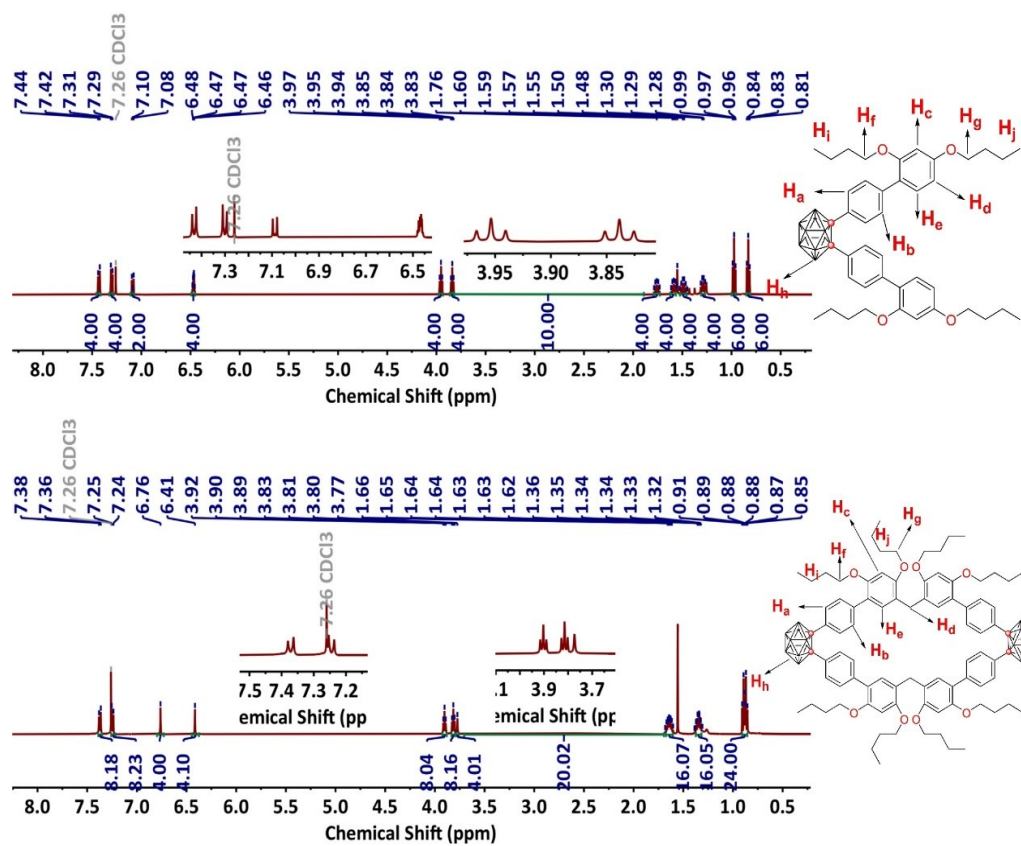 7.44 7.42 7.31 7.29 7.26 CDCl3 7.10 7.08 6.48 6.47 6.47 6.46 3.97 3.95 3.94 3.85 3.84 3.83 1.76 1.60 1.59 1.57 1.55 1.50 1.48 1.30 1.29 1.28 0.99 0.97 0.96 0.84 0.83 0.81
Hi Hf Hc Hg Hj
O O
Ha Hd
He
Hb
Hh
O O
7.26 CDCl3
7.3 7.1 6.9 6.7 6.5
3.95 3.90 3.85
4.00 4.00 2.00 4.00 4.00 4.00 10.00 4.00 4.00 4.00 4.00 6.00 6.00
8.0 7.5 7.0 6.5 6.0 5.5 5.0 4.5 4.0 3.5 3.0 2.5 2.0 1.5 1.0 0.5
Chemical Shift (ppm)
7.38 7.36 7.26 CDCl3 7.25 7.24 6.76 6.41 3.92 3.90 3.89 3.83 3.81 3.80 3.77 1.66 1.65 1.64 1.64 1.63 1.63 1.62 1.36 1.35 1.34 1.34 1.33 1.32 0.91 0.89 0.88 0.88 0.87 0.85
Hc Hj Hg
Hi Hf
O O O O
Ha Hd
He
Hb
Hh
O O O O
7.26 CDCl3
7.5 7.4 7.3 7.2
emical Shift (pp
.1 3.9 3.7
emical Shift (pp
8.18 8.23 4.00 4.10 8.04 8.16 4.01 20.02 16.07 16.05 24.00
8.0 7.5 7.0 6.5 6.0 5.5 5.0 4.5 4.0 3.5 3.0 2.5 2.0 1.5 1.0 0.5
Chemical Shift (ppm)